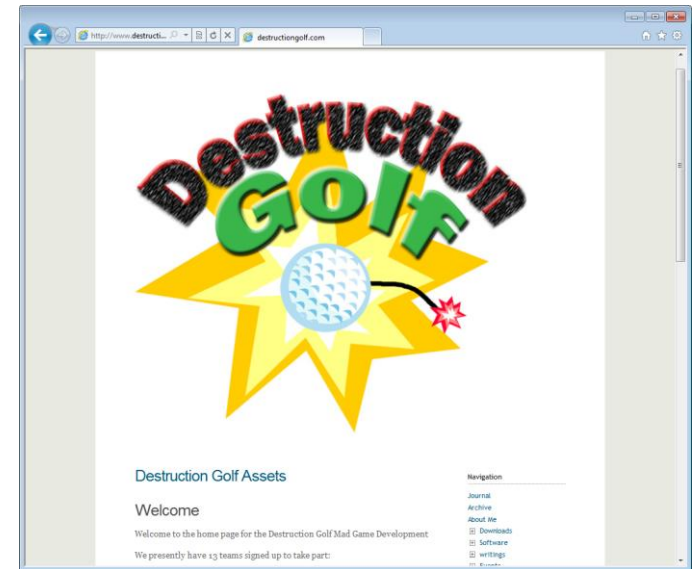 http://www.destructi...
destructiongolf.com
Destruction
Golf
Destruction Golf Assets
Welcome
Welcome to the home page for the Destruction Golf Mad Game Development
We presently have 13 teams signed up to take part:
Navigation
Journal
Archive
About Me
Downloads
Software
writings
Events